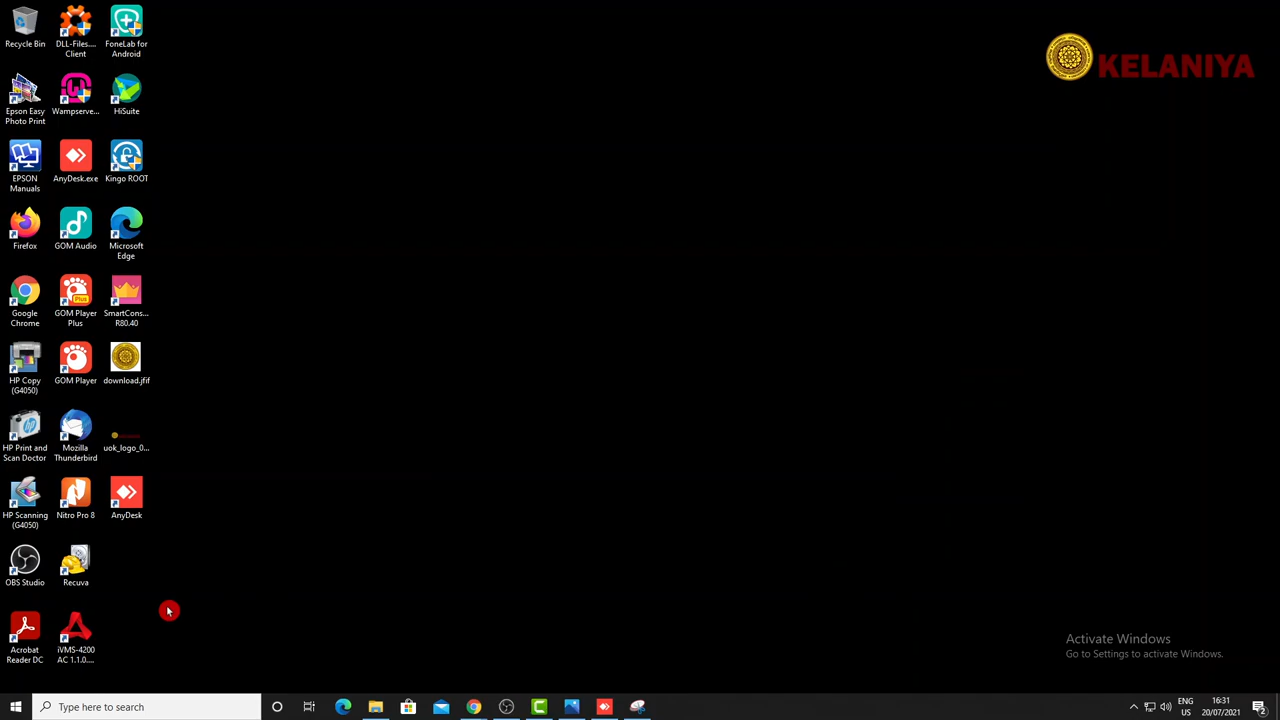 Recycle Bin
DLL-Files....
Client
FoneLab for
Android
KELANIYA
Epson Easy
Photo Print
Wampserve...
HiSuite
EPSON
Manuals
AnyDesk.exe
Kingo ROOT
Firefox
GOM Audio
Microsoft
Edge
Plus
Google
Chrome
GOM Player
Plus
SmartCons...
R80.40
HP Copy
(G4050)
GOM Player
download.jfif
HP Print and
Scan Doctor
Mozilla
Thunderbird
uok_logo_0...
HP Scanning
(G4050)
Nitro Pro 8
AnyDesk
OBS Studio
Recuva
Acrobat
Reader DC
iVMS-4200
AC 1.1.0....
Activate Windows
Go to Settings to activate Windows.
Type here to search
ENG
US
16:31
20/07/2021